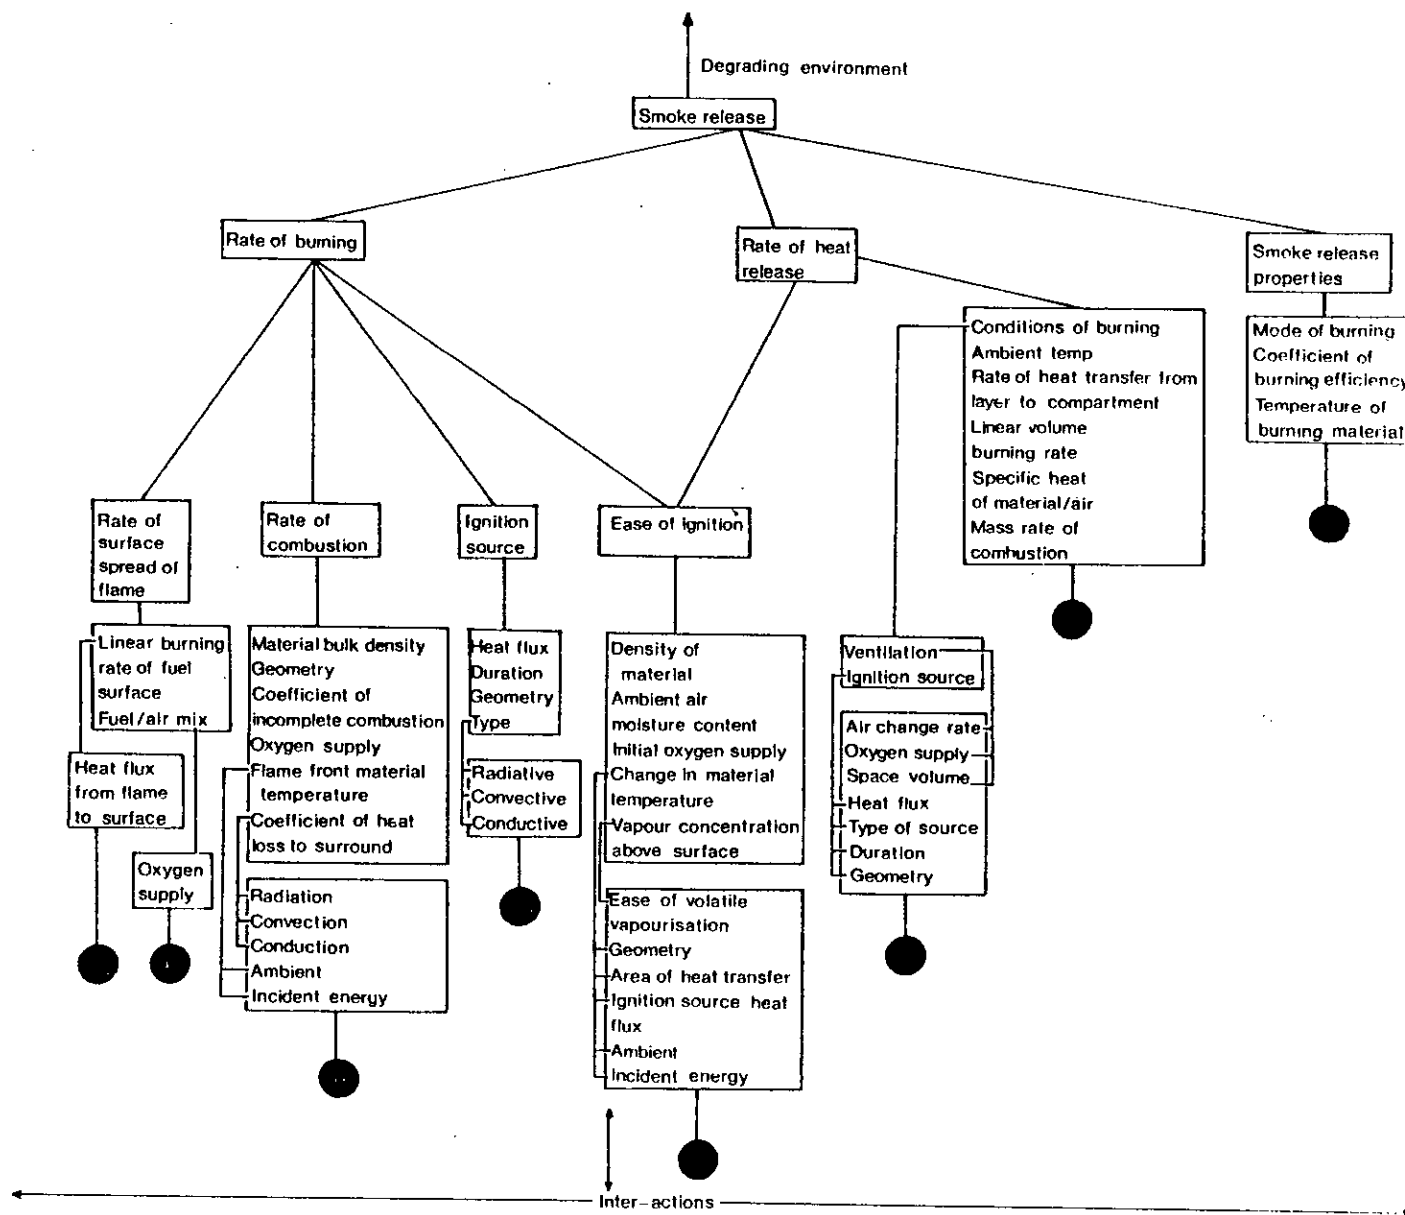 Degrading environment
Smoke release
Rate of burning
Rate of heat
release
Smoke release
properties
Conditions of burning
Ambient temp
Rate of heat transfer from
layer to compartment
Linear volume
burning rate
Specific heat
of material/air
Mass rate of
combustion
Mode of burning
Coefficient of
burning efficiency
Temperature of
burning material
Rate of
surface
spread of
flame
Rate of
combustion
Ignition
source
Ease of ignition
Linear burning
rate of fuel
surface
Fuel/air mix
Heat flux
from flame
to surface
Oxygen
supply
Material bulk density
Geometry
Coefficient of
incomplete combustion
Oxygen supply
Flame front material
temperature
Coefficient of heat
loss to surround
Radiation
Convection
Conduction
Ambient
Incident energy
Heat flux
Duration
Geometry
Type
Radiative
Convective
Conductive
Density of
material
Ambient air
moisture content
Initial oxygen supply
Change in material
temperature
Vapour concentration
above surface
Ease of volatile
vapourisation
Geometry
Area of heat transfer
Ignition source heat
flux
Ambient
Incident energy
Ventilation
Ignition source
Air change rate
Oxygen supply
Space volume
Heat flux
Type of source
Duration
Geometry
Inter-actions